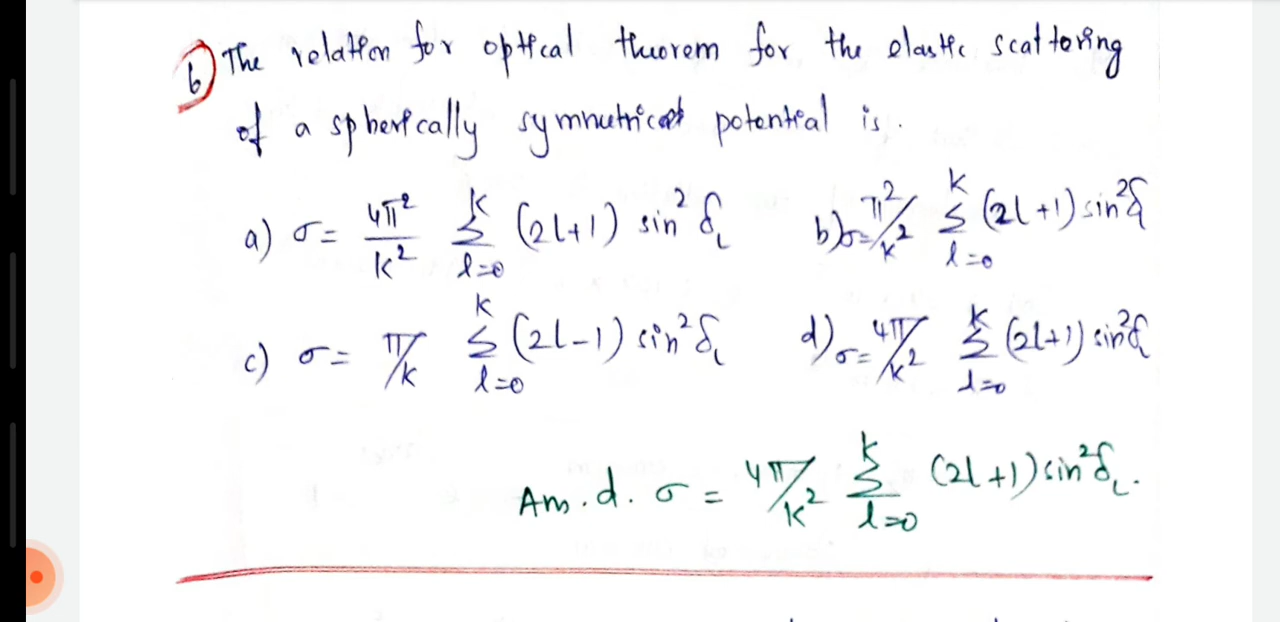 6) The relation for optical theorem for the elastic scattering
of a spherically symmetrical potential is.
a) σ = 4π²/k² Σ_{l=0}^{k} (2l+1) sin²δ_l b) σ = π²/k² Σ_{l=0}^{k} (2l+1) sin²δ
c) σ = π/k Σ_{l=0}^{k} (2l-1) sin²δ_l d) σ = 4π/k² Σ_{l=0}^{k} (2l+1) sin²δ_l
Ans. d. σ = 4π/k² Σ_{l=0}^{k} (2l+1) sin²δ_l.